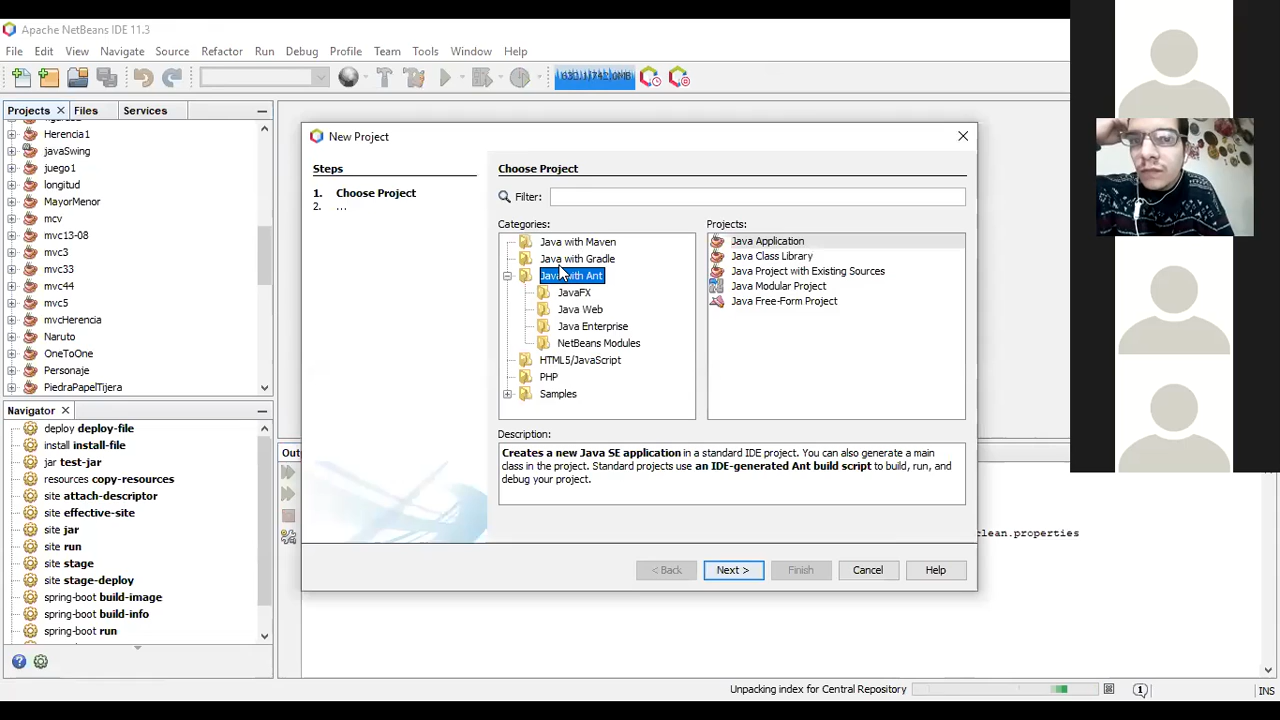 Apache NetBeans IDE 11.3
File Edit View Navigate Source Refactor Run Debug Profile Team Tools Window Help
630.1/742.0MB
Projects Files Services
Herencia1
javaSwing
juego1
longitud
MayorMenor
mcv
mvc13-08
mvc3
mvc33
mvc44
mvc5
mvcHerencia
Naruto
OneToOne
Personaje
PiedraPapelTijera
Navigator
deploy deploy-file
install install-file
jar test-jar
resources copy-resources
site attach-descriptor
site effective-site
site jar
site run
site stage
site stage-deploy
spring-boot build-image
spring-boot build-info
spring-boot run
New Project
Steps
1. Choose Project
2. ...
Choose Project
Filter:
Categories:
Java with Maven
Java with Gradle
Java with Ant
JavaFX
Java Web
Java Enterprise
NetBeans Modules
HTML5/JavaScript
PHP
Samples
Projects:
Java Application
Java Class Library
Java Project with Existing Sources
Java Modular Project
Java Free-Form Project
Description:
Creates a new Java SE application in a standard IDE project. You can also generate a main
class in the project. Standard projects use an IDE-generated Ant build script to build, run, and
debug your project.
< Back Next > Finish Cancel Help
Out
clean.properties
Unpacking index for Central Repository
1
INS